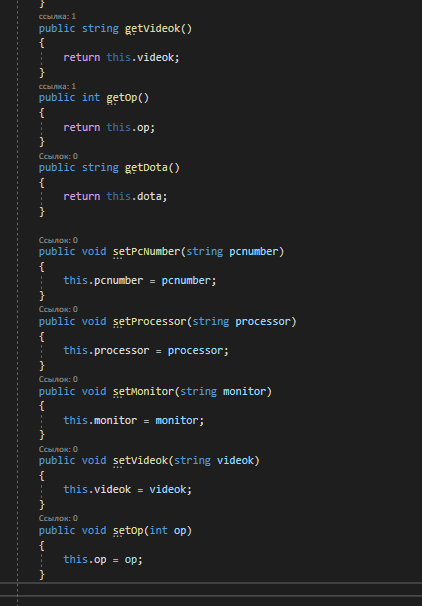 }
ссылка: 1
public string getVideok()
{
return this.videok;
}
ссылка: 1
public int getOp()
{
return this.op;
}
Ссылок: 0
public string getDota()
{
return this.dota;
}
Ссылок: 0
public void setPcNumber(string pcnumber)
{
this.pcnumber = pcnumber;
}
Ссылок: 0
public void setProcessor(string processor)
{
this.processor = processor;
}
Ссылок: 0
public void setMonitor(string monitor)
{
this.monitor = monitor;
}
Ссылок: 0
public void setVideok(string videok)
{
this.videok = videok;
}
Ссылок: 0
public void setOp(int op)
{
this.op = op;
}